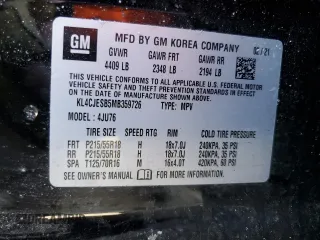 GM
MFD BY GM KOREA COMPANY 02/21
GVWR GAWR FRT GAWR RR
4409 LB 2348 LB 2194 LB
THIS VEHICLE CONFORMS TO ALL APPLICABLE U.S. FEDERAL MOTOR
VEHICLE SAFETY AND THEFT PREVENTION STANDARDS IN EFFECT ON THE
DATE OF MANUFACTURE SHOWN ABOVE.
KL4CJESB5MB359726 TYPE: MPV
MODEL : 4JU76
TIRE SIZE SPEED RTG RIM COLD TIRE PRESSURE
FRT P215/55R18 H 18x7.0J 240KPA, 35 PSI
RR P215/55R18 H 18x7.0J 240KPA, 35 PSI
SPA T125/70R16 M 16x4.0T 420KPA, 60 PSI
SEE OWNER'S MANUAL FOR MORE INFORMATION.